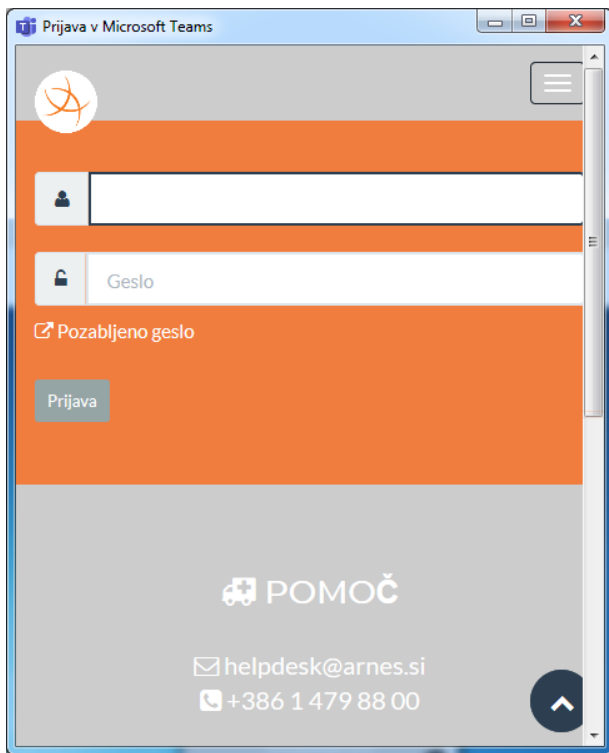 Prijava v Microsoft Teams
Geslo
Pozabljeno geslo
Prijava
POMOČ
helpdesk@arnes.si
+386 1 479 88 00